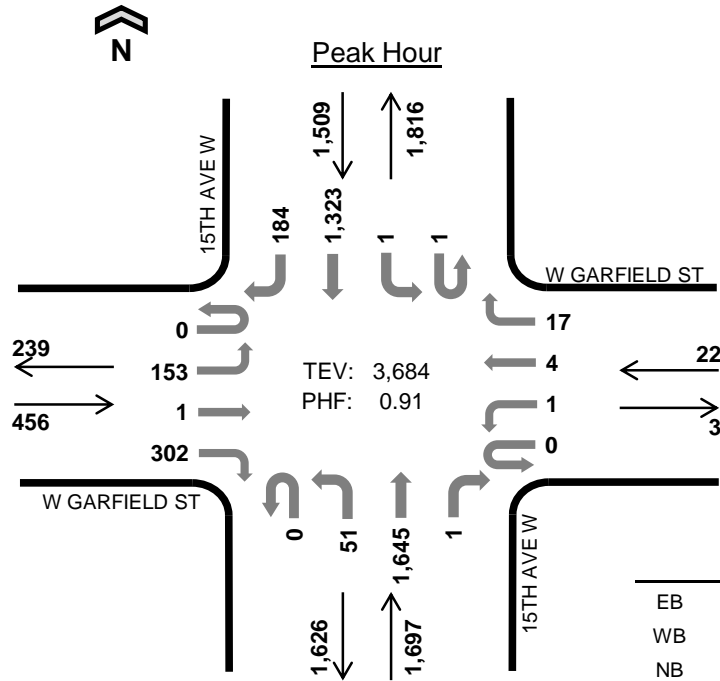 N
Peak Hour
1,509
1,816
15TH AVE W
184
1,323
1
1
W GARFIELD ST
0
17
239
153
TEV: 3,684
4
22
456
1
PHF: 0.91
1
3
302
0
W GARFIELD ST
0
51
1,645
1
15TH AVE W
1,626
1,697
EB
WB
NB